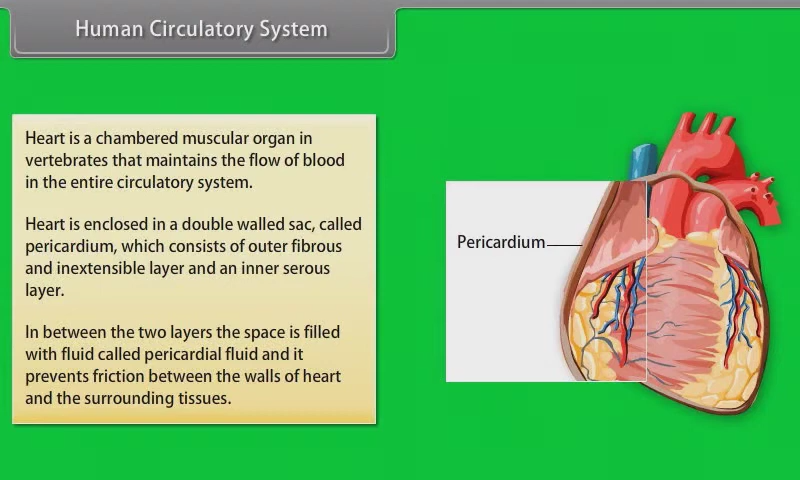 Human Circulatory System
Heart is a chambered muscular organ in
vertebrates that maintains the flow of blood
in the entire circulatory system.
Heart is enclosed in a double walled sac, called
pericardium, which consists of outer fibrous
and inextensible layer and an inner serous
layer.
In between the two layers the space is filled
with fluid called pericardial fluid and it
prevents friction between the walls of heart
and the surrounding tissues.
Pericardium